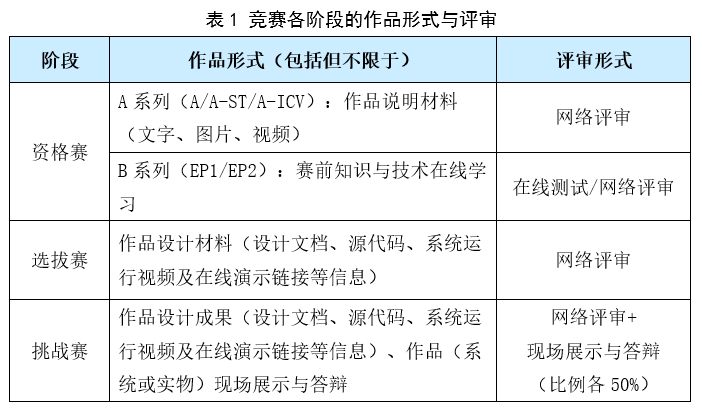 表1 竞赛各阶段的作品形式与评审
阶段
作品形式（包括但不限于）
评审形式
资格赛
A系列（A/A-ST/A-ICV）：作品说明材料
（文字、图片、视频）
网络评审
B系列（EP1/EP2）：赛前知识与技术在线学
习
在线测试/网络评审
选拔赛
作品设计材料（设计文档、源代码、系统运
行视频及在线演示链接等信息）
网络评审
挑战赛
作品设计成果（设计文档、源代码、系统运
行视频及在线演示链接等信息）、作品（系
统或实物）现场展示与答辩
网络评审+
现场展示与答辩
（比例各50%）